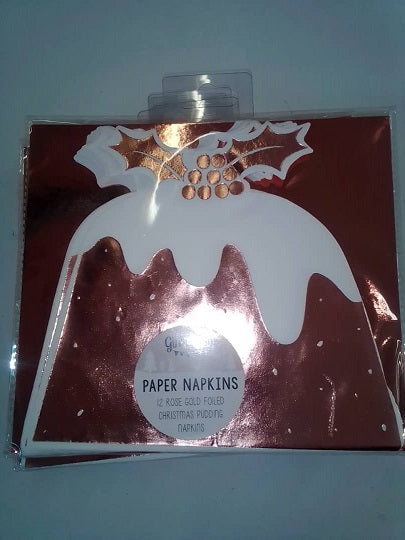 PAPER NAPKINS
12 ROSE GOLD FOILED
CHRISTMAS PUDDING
NAPKINS